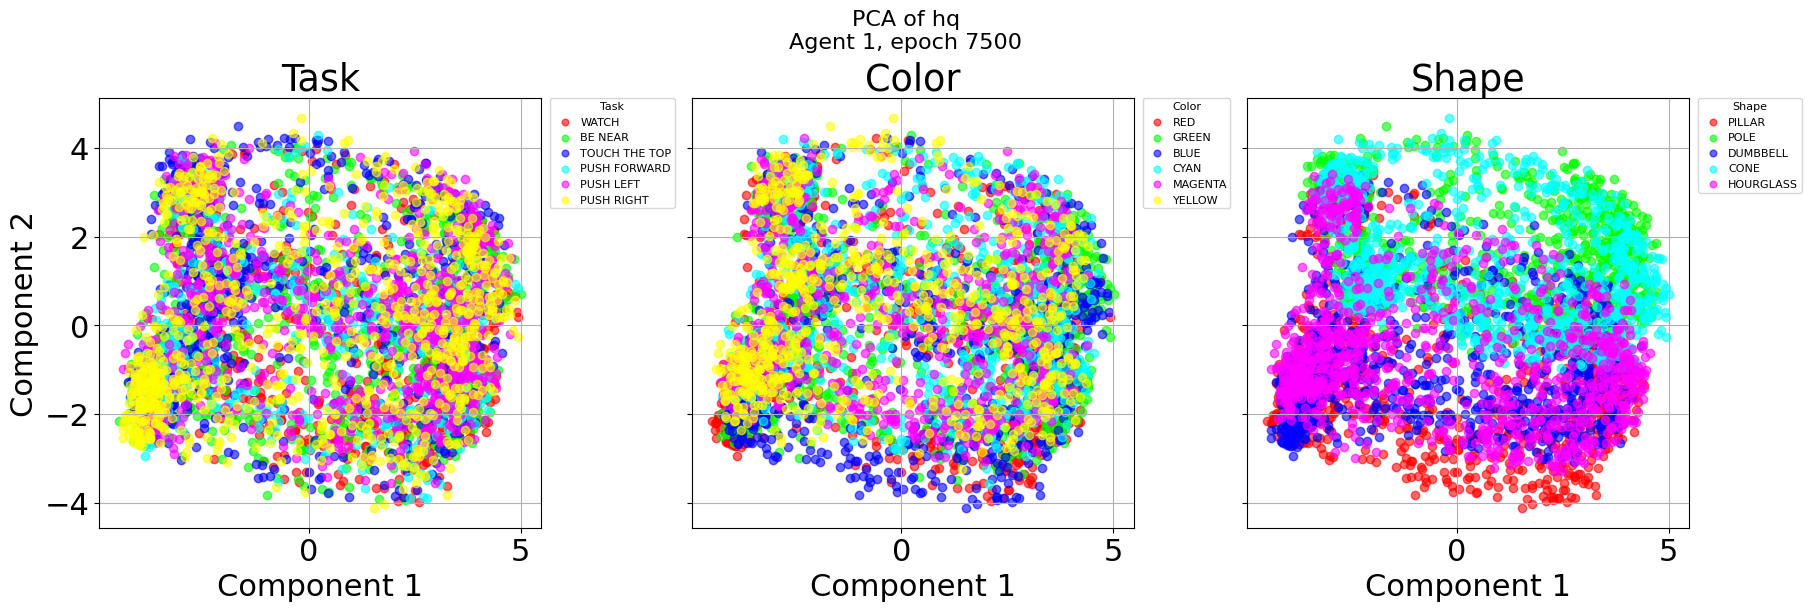 PCA of hq
Agent 1, epoch 7500
Task
Component 2
4
2
0
−2
−4
0
5
Component 1
Task
WATCH
BE NEAR
TOUCH THE TOP
PUSH FORWARD
PUSH LEFT
PUSH RIGHT
Color
0
5
Component 1
Color
RED
GREEN
BLUE
CYAN
MAGENTA
YELLOW
Shape
0
5
Component 1
Shape
PILLAR
POLE
DUMBBELL
CONE
HOURGLASS